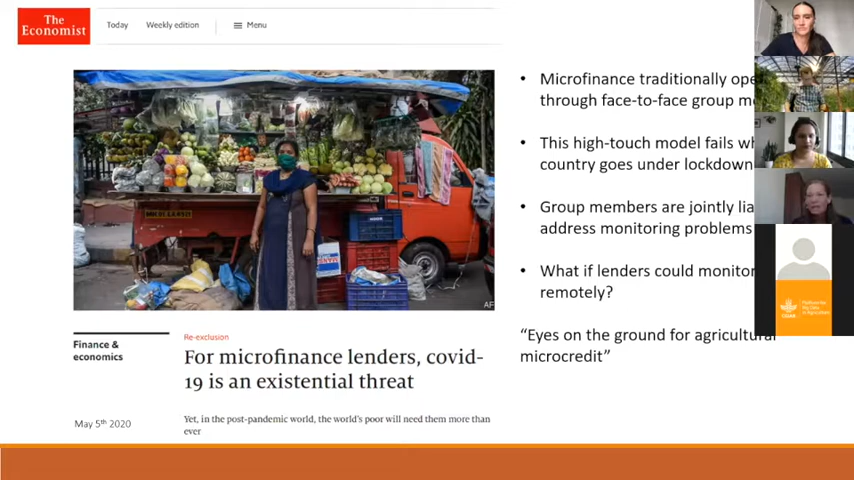 The
Economist
Today
Weekly edition
Menu
AF
Re-exclusion
Finance &
economics
For microfinance lenders, covid-
19 is an existential threat
May 5th 2020
Yet, in the post-pandemic world, the world's poor will need them more than
ever
• Microfinance traditionally
through face-to-face group
• This high-touch model fails
country goes under lockdown
• Group members are jointly
address monitoring problems
• What if lenders could monitor
remotely?
“Eyes on the ground for agricultural
microcredit”
CGIAR